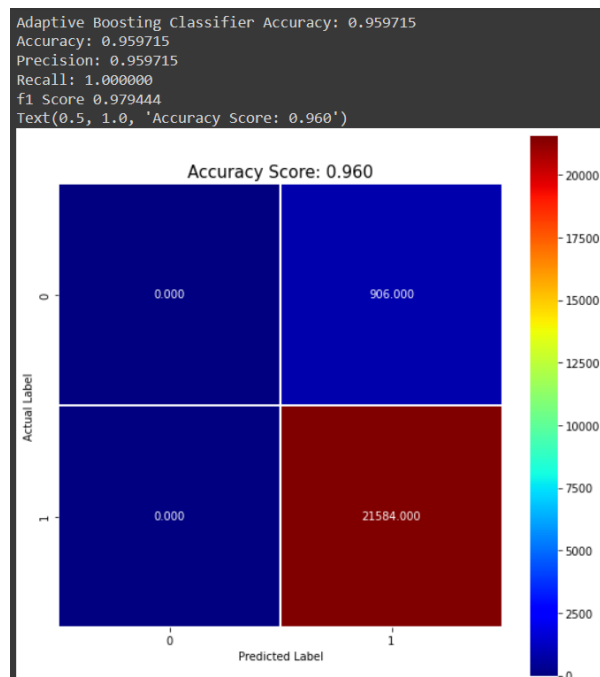 Adaptive Boosting Classifier Accuracy: 0.959715
Accuracy: 0.959715
Precision: 0.959715
Recall: 1.000000
f1 Score 0.979444
Text(0.5, 1.0, 'Accuracy Score: 0.960')
Accuracy Score: 0.960
20000
17500
15000
12500
10000
7500
5000
2500
0
Actual Label
0
1
0.000
906.000
0.000
21584.000
0
1
Predicted Label